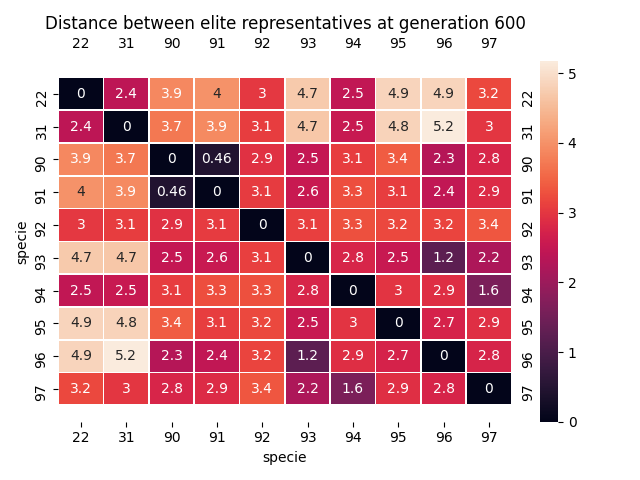 Distance between elite representatives at generation 600
22 31 90 91 92 93 94 95 96 97
22 0 2.4 3.9 4 3 4.7 2.5 4.9 4.9 3.2 22
31 2.4 0 3.7 3.9 3.1 4.7 2.5 4.8 5.2 3 31
90 3.9 3.7 0 0.46 2.9 2.5 3.1 3.4 2.3 2.8 90
91 4 3.9 0.46 0 3.1 2.6 3.3 3.1 2.4 2.9 91
92 3 3.1 2.9 3.1 0 3.1 3.3 3.2 3.2 3.4 92
93 4.7 4.7 2.5 2.6 3.1 0 2.8 2.5 1.2 2.2 93
94 2.5 2.5 3.1 3.3 3.3 2.8 0 3 2.9 1.6 94
95 4.9 4.8 3.4 3.1 3.2 2.5 3 0 2.7 2.9 95
96 4.9 5.2 2.3 2.4 3.2 1.2 2.9 2.7 0 2.8 96
97 3.2 3 2.8 2.9 3.4 2.2 1.6 2.9 2.8 0 97
22 31 90 91 92 93 94 95 96 97
specie
specie
5
4
3
2
1
0